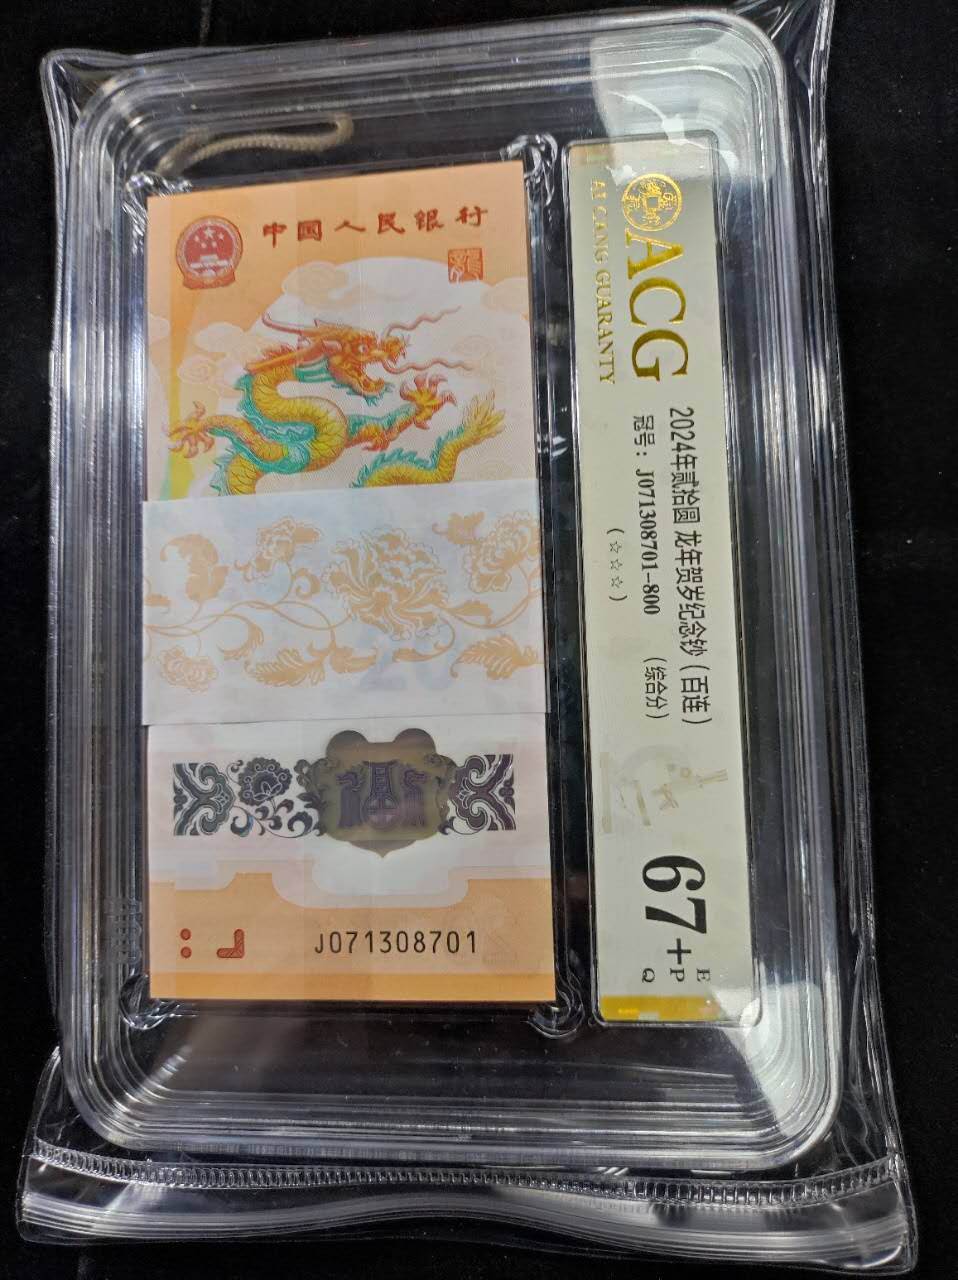 中国人民银行
J071308701
ACG
AI CANG GUARANTY
2024年贰拾圆 龙年贺岁纪念钞（百连）
冠号：J071308701-800 （综合分）
（☆☆☆）
67+
E
P
Q